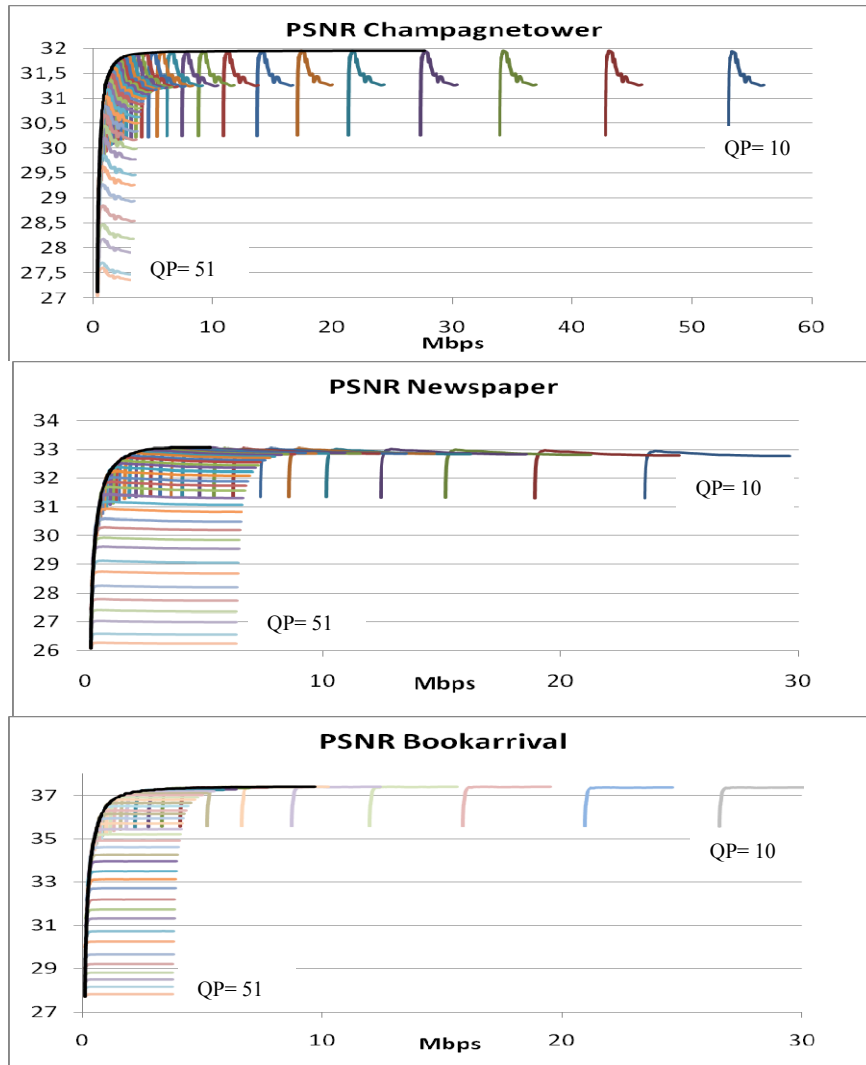 PSNR Champagnetower
32
31,5
31
30,5
30
29,5
29
28,5
28
27,5
27
QP= 10
QP= 51
0 10 20 30 40 50 60
Mbps
PSNR Newspaper
34
33
32
31
30
29
28
27
26
QP= 10
QP= 51
0 10 20 30
Mbps
PSNR Bookarrival
37
35
33
31
29
27
QP= 10
QP= 51
0 10 20 30
Mbps